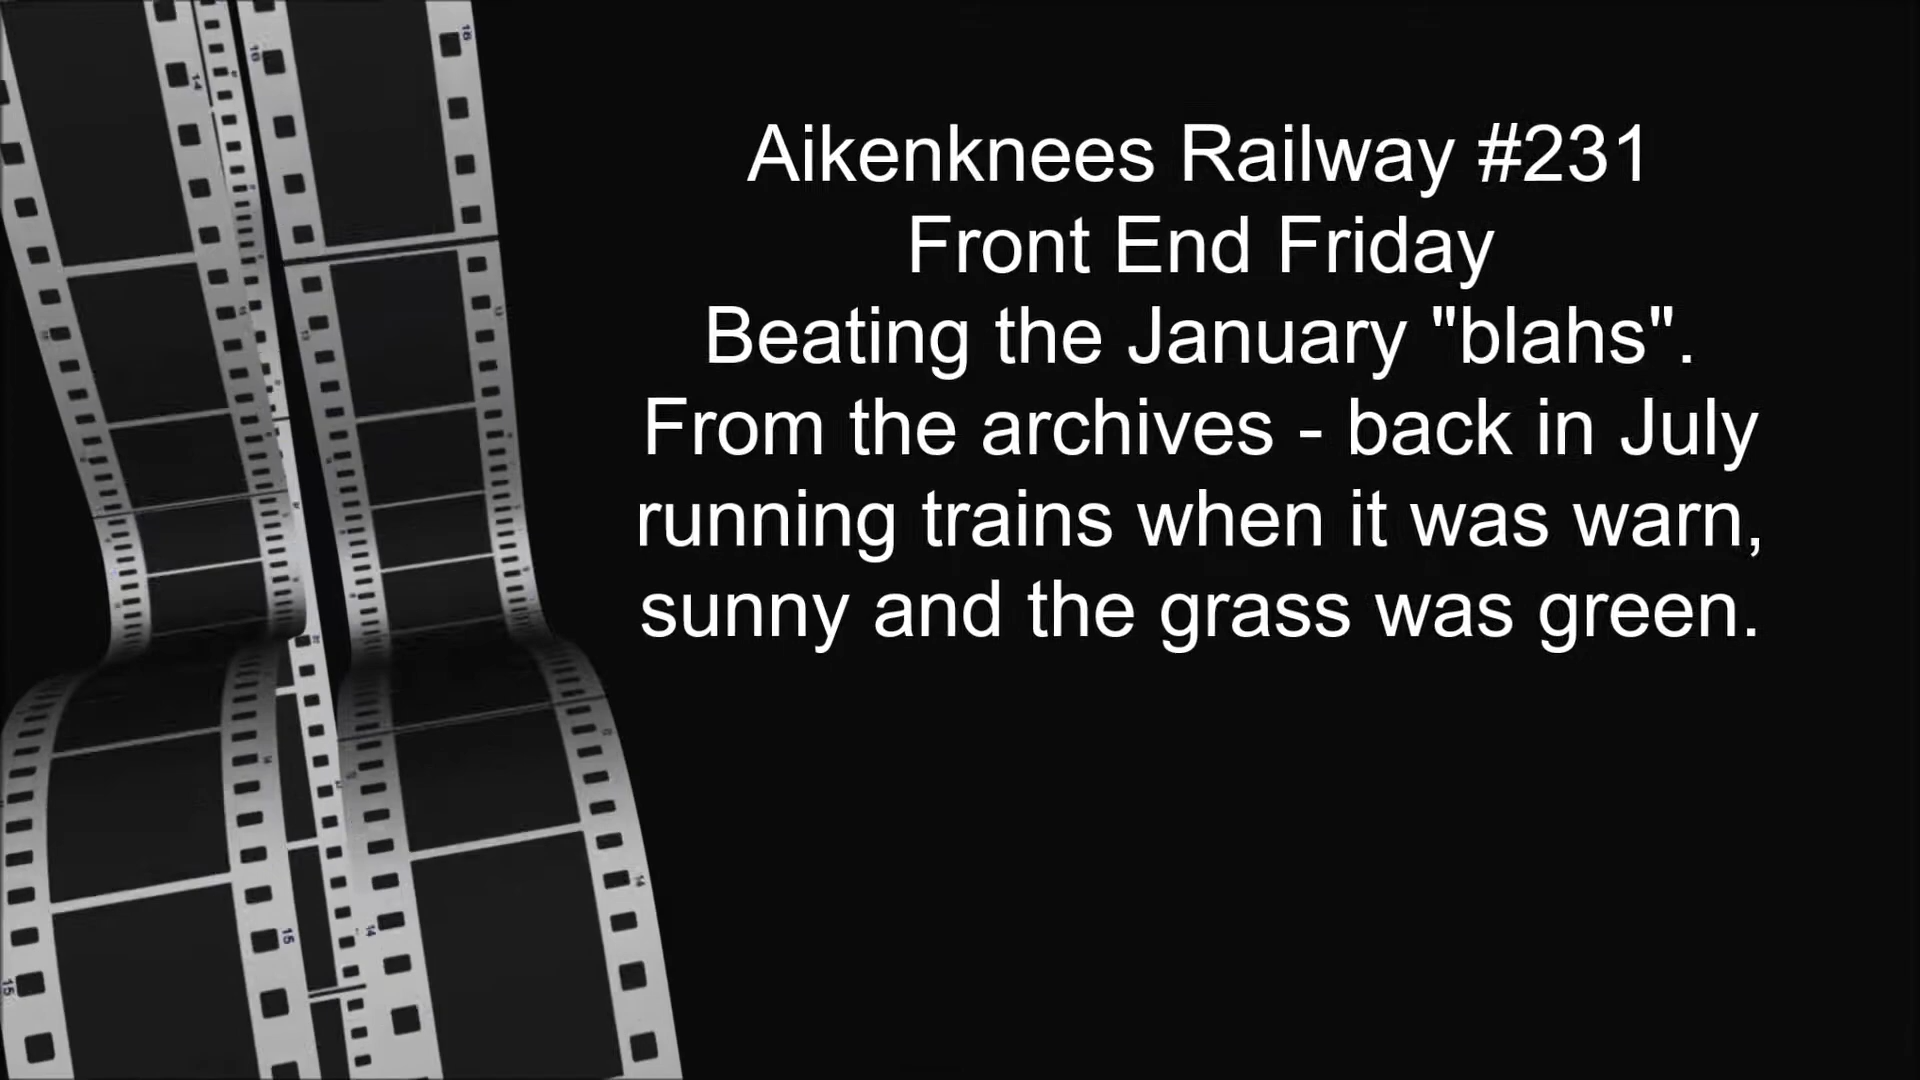 Aikenknees Railway #231
Front End Friday
Beating the January "blahs".
From the archives - back in July
running trains when it was warn,
sunny and the grass was green.